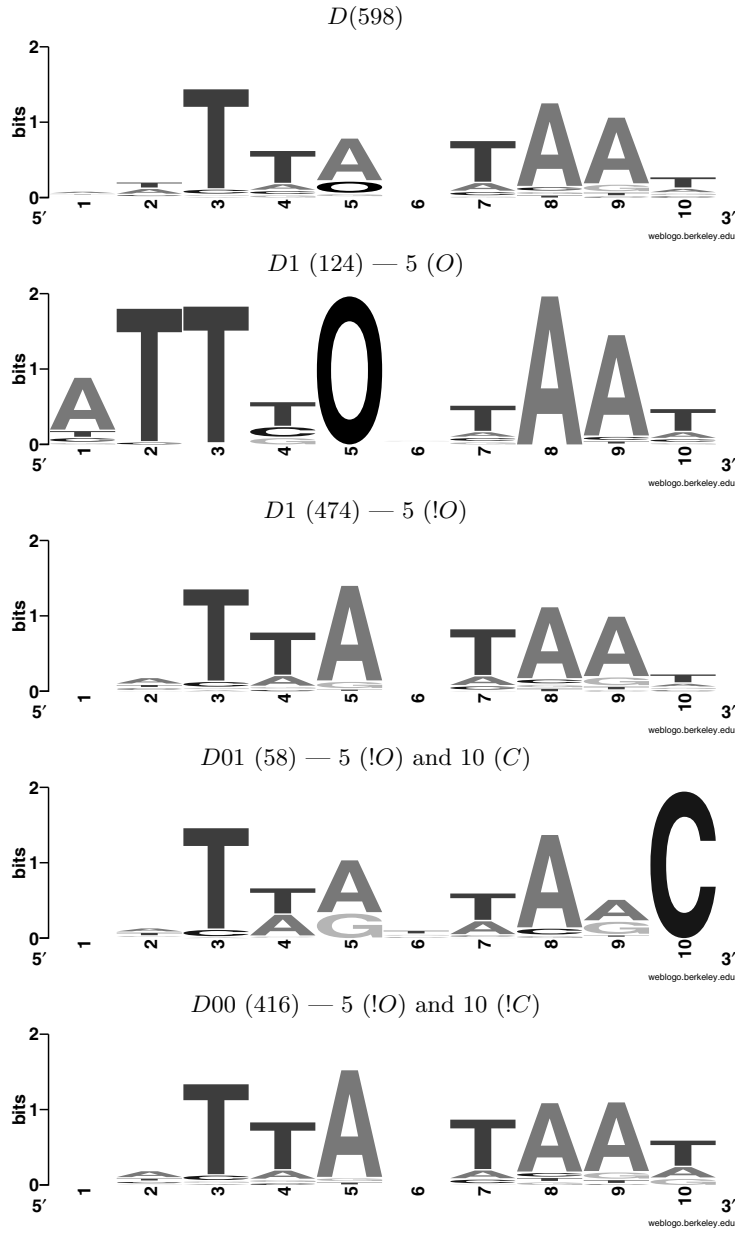 D(598)
2
1
0
bits
T T T A T A A T
A A O A G A
5′ 1 2 3 4 5 6 7 8 9 10 3′
weblogo.berkeley.edu
D1 (124) — 5 (O)
2
1
0
bits
A T T T O T A A T
C
G
5′ 1 2 3 4 5 6 7 8 9 10 3′
weblogo.berkeley.edu
D1 (474) — 5 (!O)
2
1
0
bits
A T T A T A A T
C A G A C G
5′ 1 2 3 4 5 6 7 8 9 10 3′
weblogo.berkeley.edu
D01 (58) — 5 (!O) and 10 (C)
2
1
0
bits
A T T A T A A C
C A G A C G
5′ 1 2 3 4 5 6 7 8 9 10 3′
weblogo.berkeley.edu
D00 (416) — 5 (!O) and 10 (!C)
2
1
0
bits
A T T A T A A T
C A A G A
G
5′ 1 2 3 4 5 6 7 8 9 10 3′
weblogo.berkeley.edu